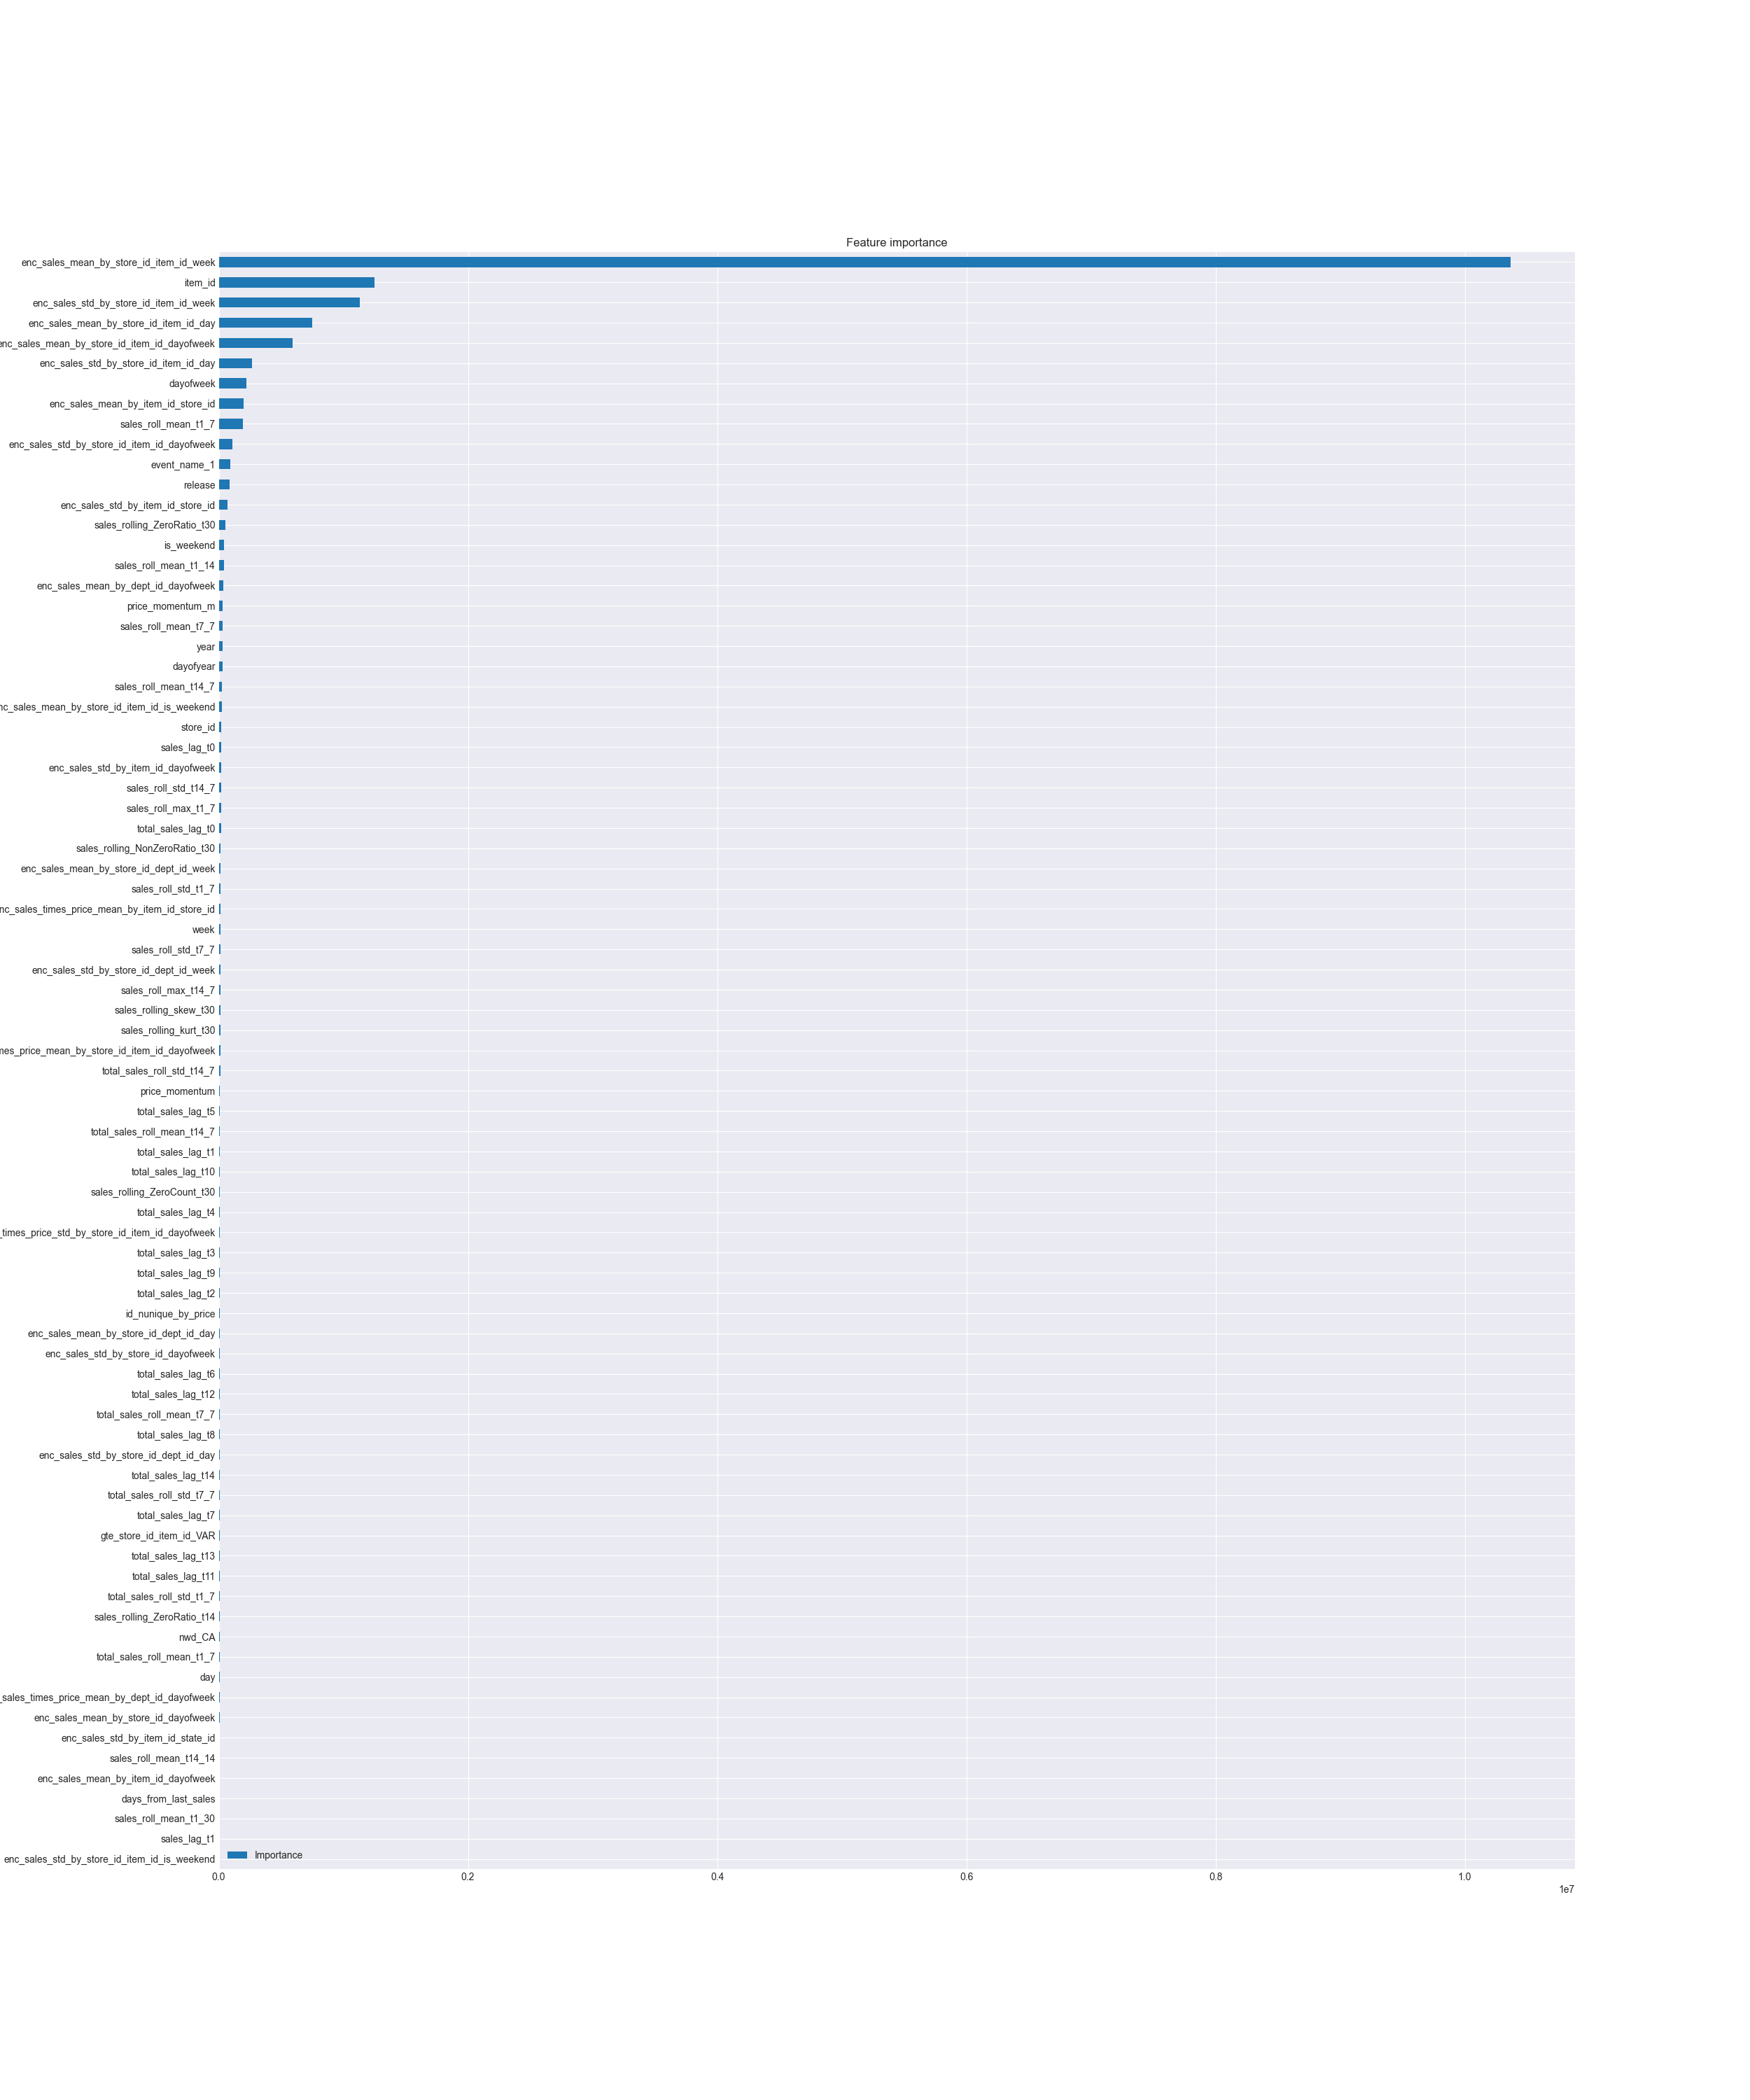 Feature importance
enc_sales_mean_by_store_id_item_id_week
item_id
enc_sales_std_by_store_id_item_id_week
enc_sales_mean_by_store_id_item_id_day
enc_sales_mean_by_store_id_item_id_dayofweek
enc_sales_std_by_store_id_item_id_day
dayofweek
enc_sales_mean_by_item_id_store_id
sales_roll_mean_t1_7
enc_sales_std_by_store_id_item_id_dayofweek
event_name_1
release
enc_sales_std_by_item_id_store_id
sales_rolling_ZeroRatio_t30
is_weekend
sales_roll_mean_t1_14
enc_sales_mean_by_dept_id_dayofweek
price_momentum_m
sales_roll_mean_t7_7
year
dayofyear
sales_roll_mean_t14_7
nc_sales_mean_by_store_id_item_id_is_weekend
store_id
sales_lag_t0
enc_sales_std_by_item_id_dayofweek
sales_roll_std_t14_7
sales_roll_max_t1_7
total_sales_lag_t0
sales_rolling_NonZeroRatio_t30
enc_sales_mean_by_store_id_dept_id_week
sales_roll_std_t1_7
nc_sales_times_price_mean_by_item_id_store_id
week
sales_roll_std_t7_7
enc_sales_std_by_store_id_dept_id_week
sales_roll_max_t14_7
sales_rolling_skew_t30
sales_rolling_kurt_t30
mes_price_mean_by_store_id_item_id_dayofweek
total_sales_roll_std_t14_7
price_momentum
total_sales_lag_t5
total_sales_roll_mean_t14_7
total_sales_lag_t1
total_sales_lag_t10
sales_rolling_ZeroCount_t30
total_sales_lag_t4
_times_price_std_by_store_id_item_id_dayofweek
total_sales_lag_t3
total_sales_lag_t9
total_sales_lag_t2
id_nunique_by_price
enc_sales_mean_by_store_id_dept_id_day
enc_sales_std_by_store_id_dayofweek
total_sales_lag_t6
total_sales_lag_t12
total_sales_roll_mean_t7_7
total_sales_lag_t8
enc_sales_std_by_store_id_dept_id_day
total_sales_lag_t14
total_sales_roll_std_t7_7
total_sales_lag_t7
gte_store_id_item_id_VAR
total_sales_lag_t13
total_sales_lag_t11
total_sales_roll_std_t1_7
sales_rolling_ZeroRatio_t14
nwd_CA
total_sales_roll_mean_t1_7
day
_sales_times_price_mean_by_dept_id_dayofweek
enc_sales_mean_by_store_id_dayofweek
enc_sales_std_by_item_id_state_id
sales_roll_mean_t14_14
enc_sales_mean_by_item_id_dayofweek
days_from_last_sales
sales_roll_mean_t1_30
sales_lag_t1
enc_sales_std_by_store_id_item_id_is_weekend
Importance
0.0 0.2 0.4 0.6 0.8 1.0
1e7